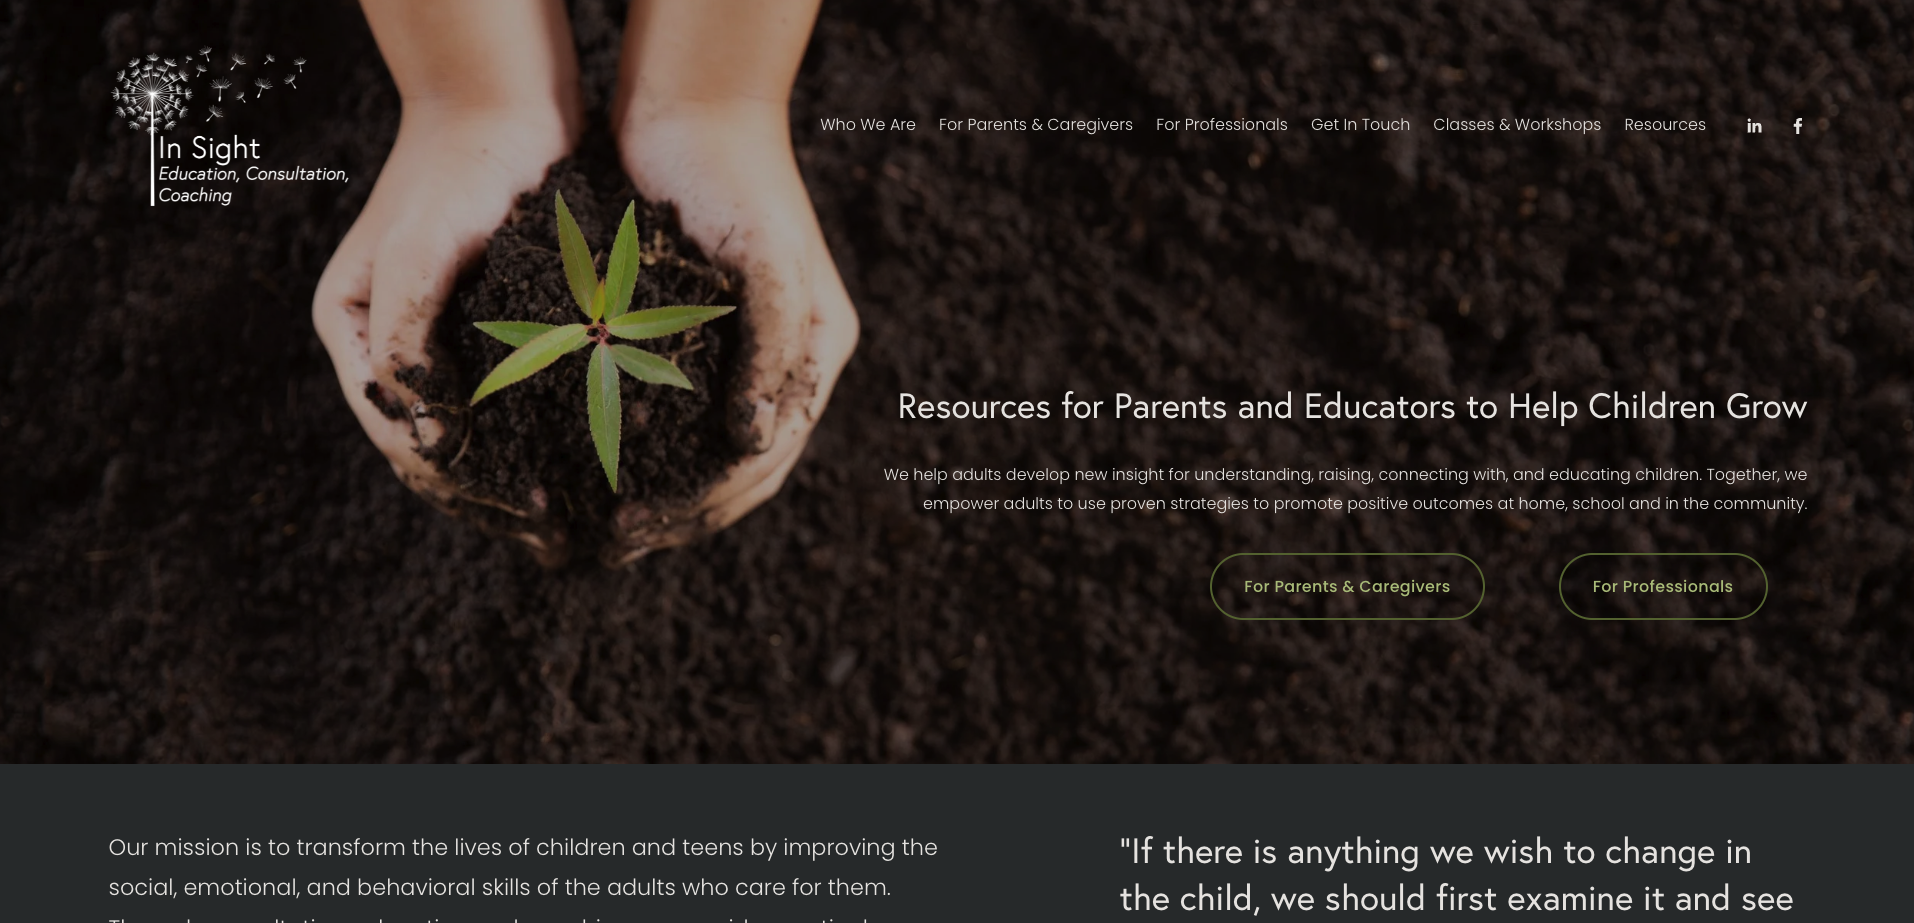 In Sight
Education, Consultation,
Coaching
Who We Are For Parents & Caregivers For Professionals Get In Touch Classes & Workshops Resources
Resources for Parents and Educators to Help Children Grow
We help adults develop new insight for understanding, raising, connecting with, and educating children. Together, we
empower adults to use proven strategies to promote positive outcomes at home, school and in the community.
For Parents & Caregivers
For Professionals
Our mission is to transform the lives of children and teens by improving the
social, emotional, and behavioral skills of the adults who care for them.
"If there is anything we wish to change in
the child, we should first examine it and see